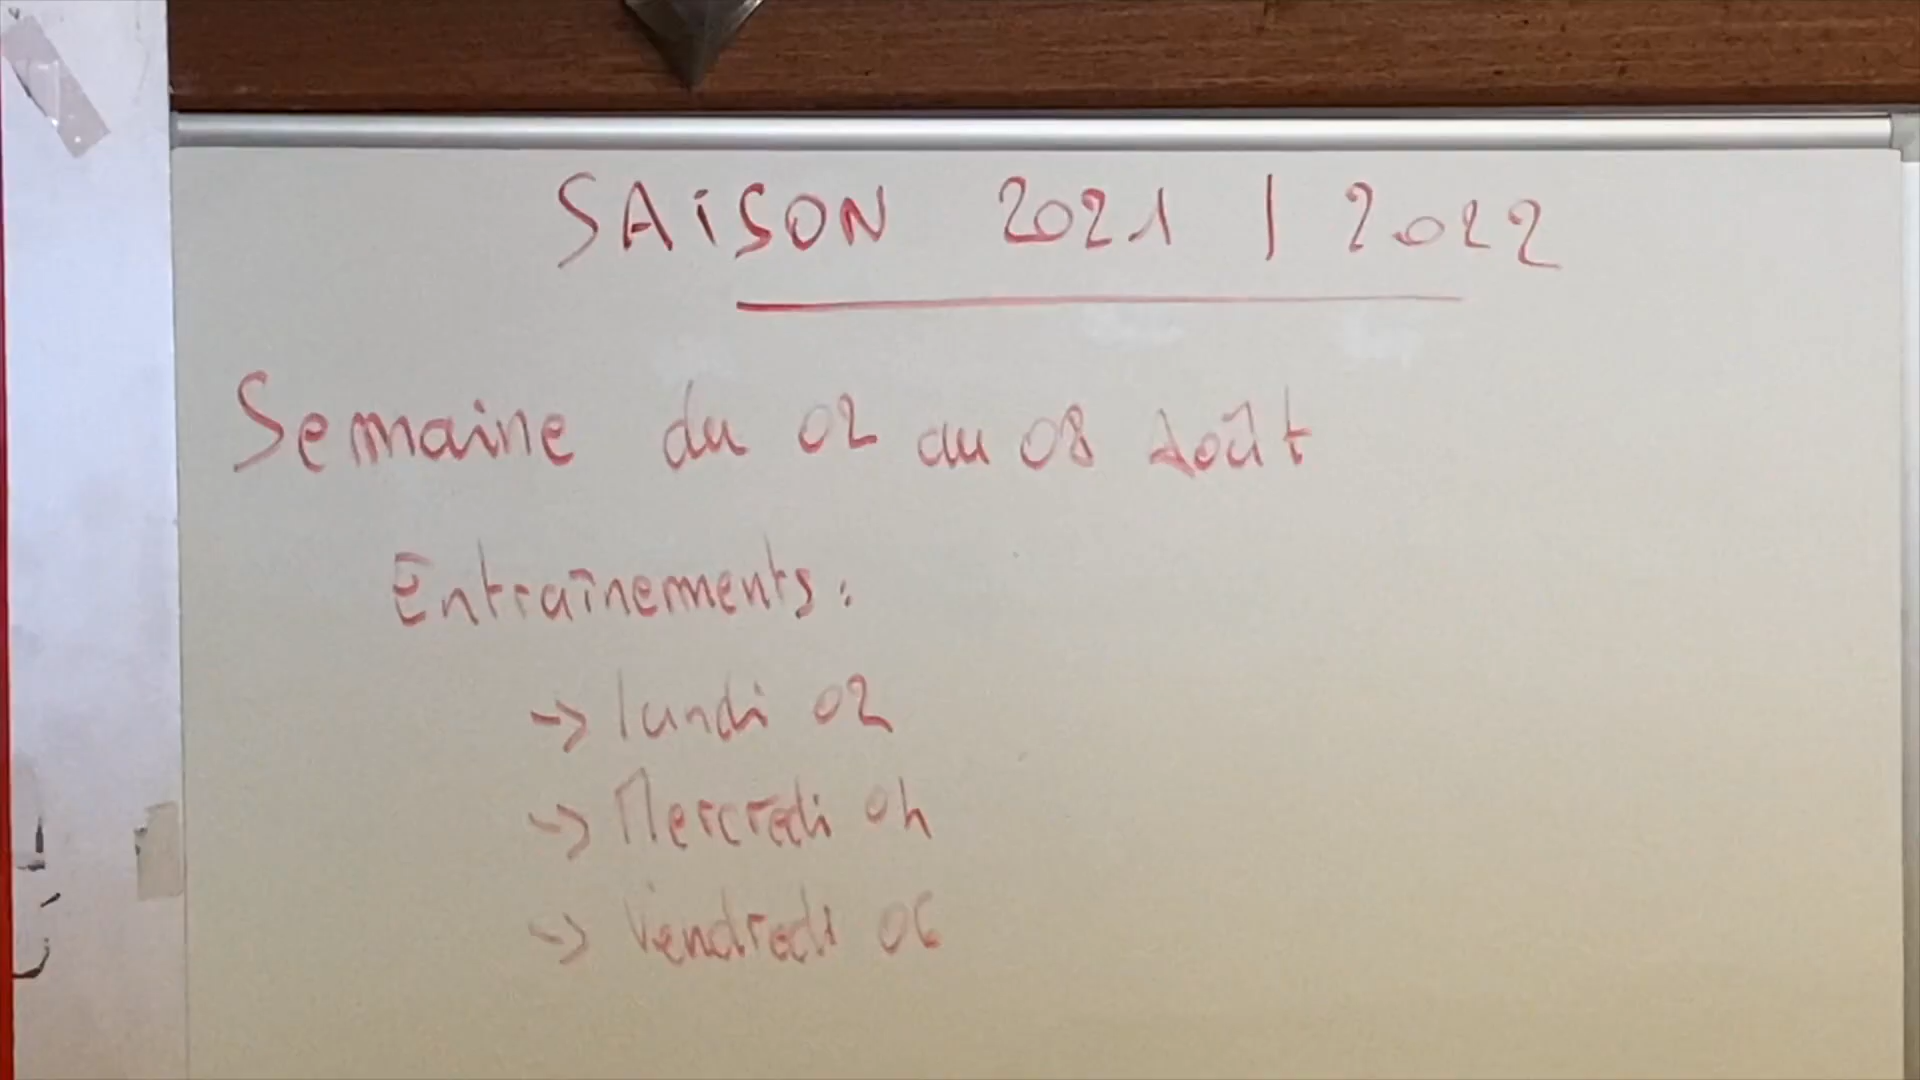 SAiSON 2021 | 2022
Semaine du 02 au 08 Août
Entraînements:
-> lundi 02
-> Mercredi 04
-> Vendredi 06